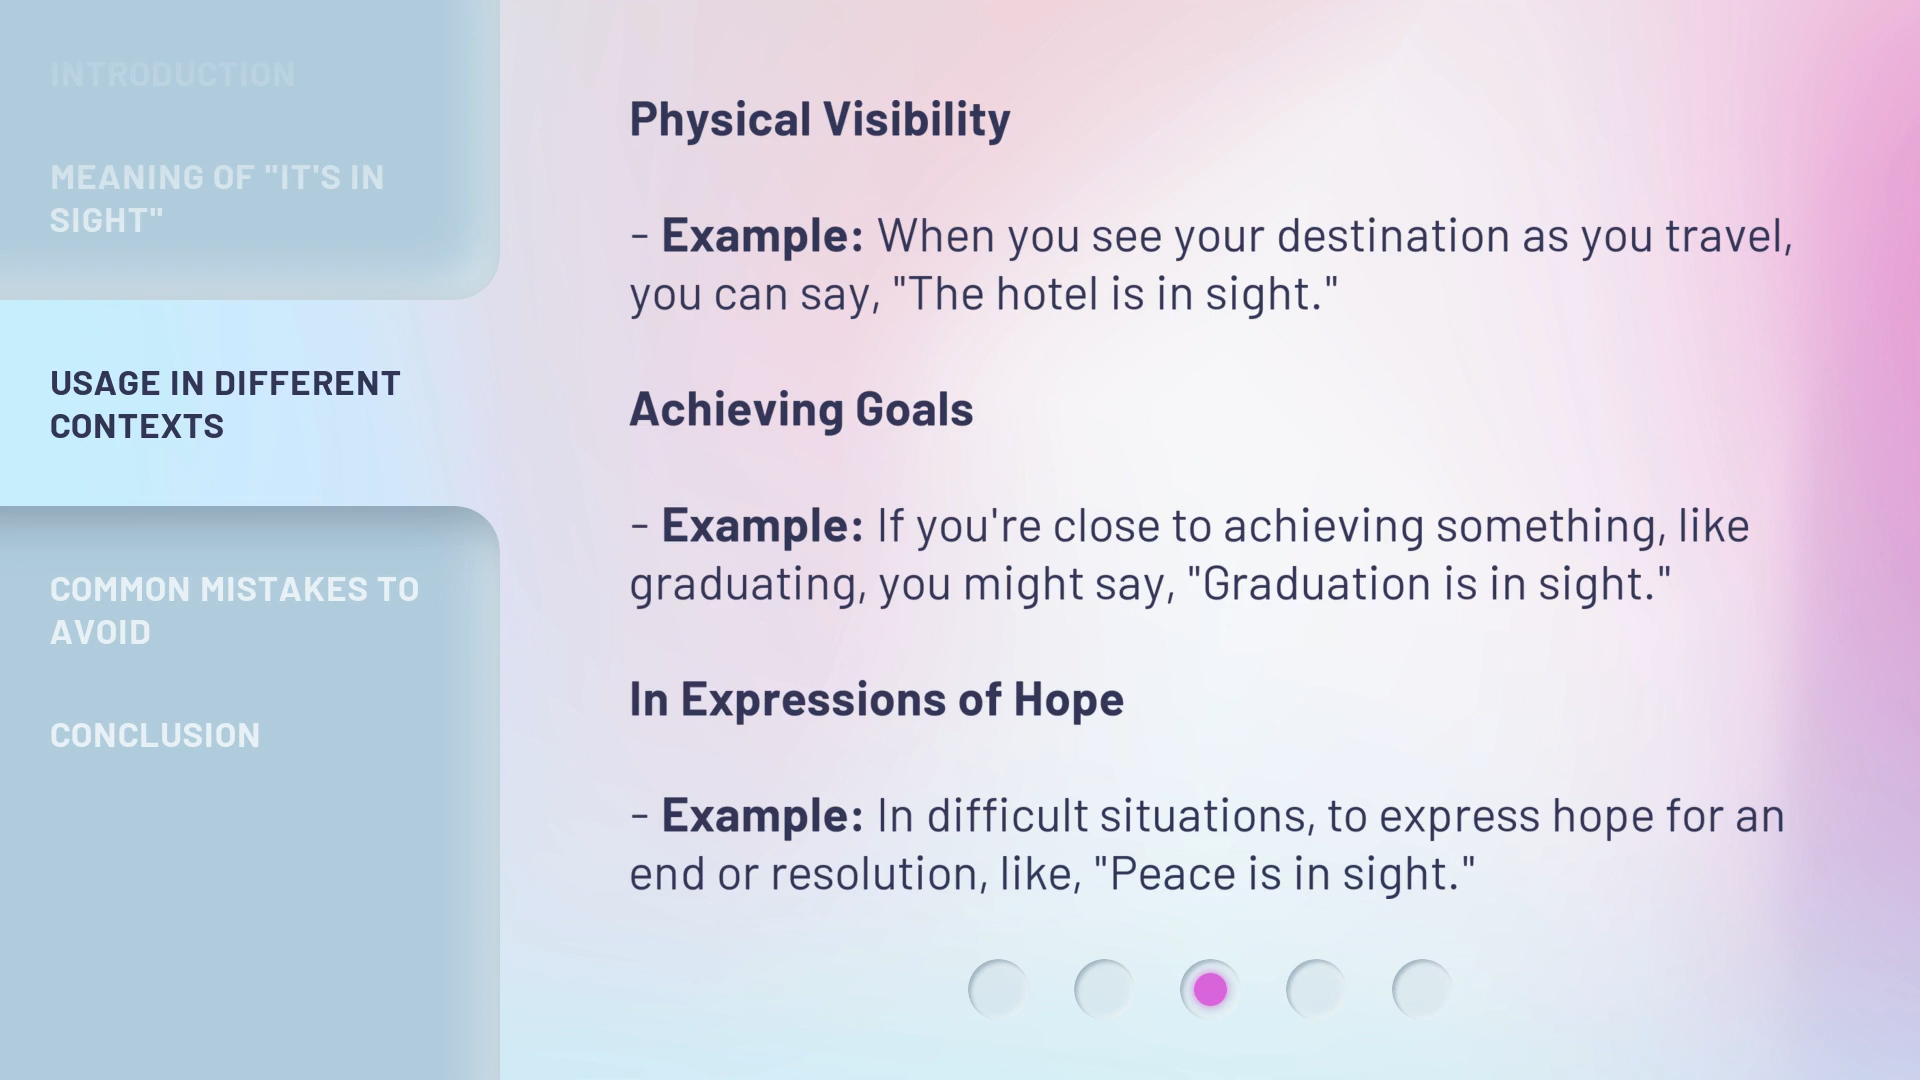 INTRODUCTION
MEANING OF "IT'S IN
SIGHT"
USAGE IN DIFFERENT
CONTEXTS
COMMON MISTAKES TO
AVOID
CONCLUSION
Physical Visibility
- Example: When you see your destination as you travel,
you can say, "The hotel is in sight."
Achieving Goals
- Example: If you're close to achieving something, like
graduating, you might say, "Graduation is in sight."
In Expressions of Hope
- Example: In difficult situations, to express hope for an
end or resolution, like, "Peace is in sight."